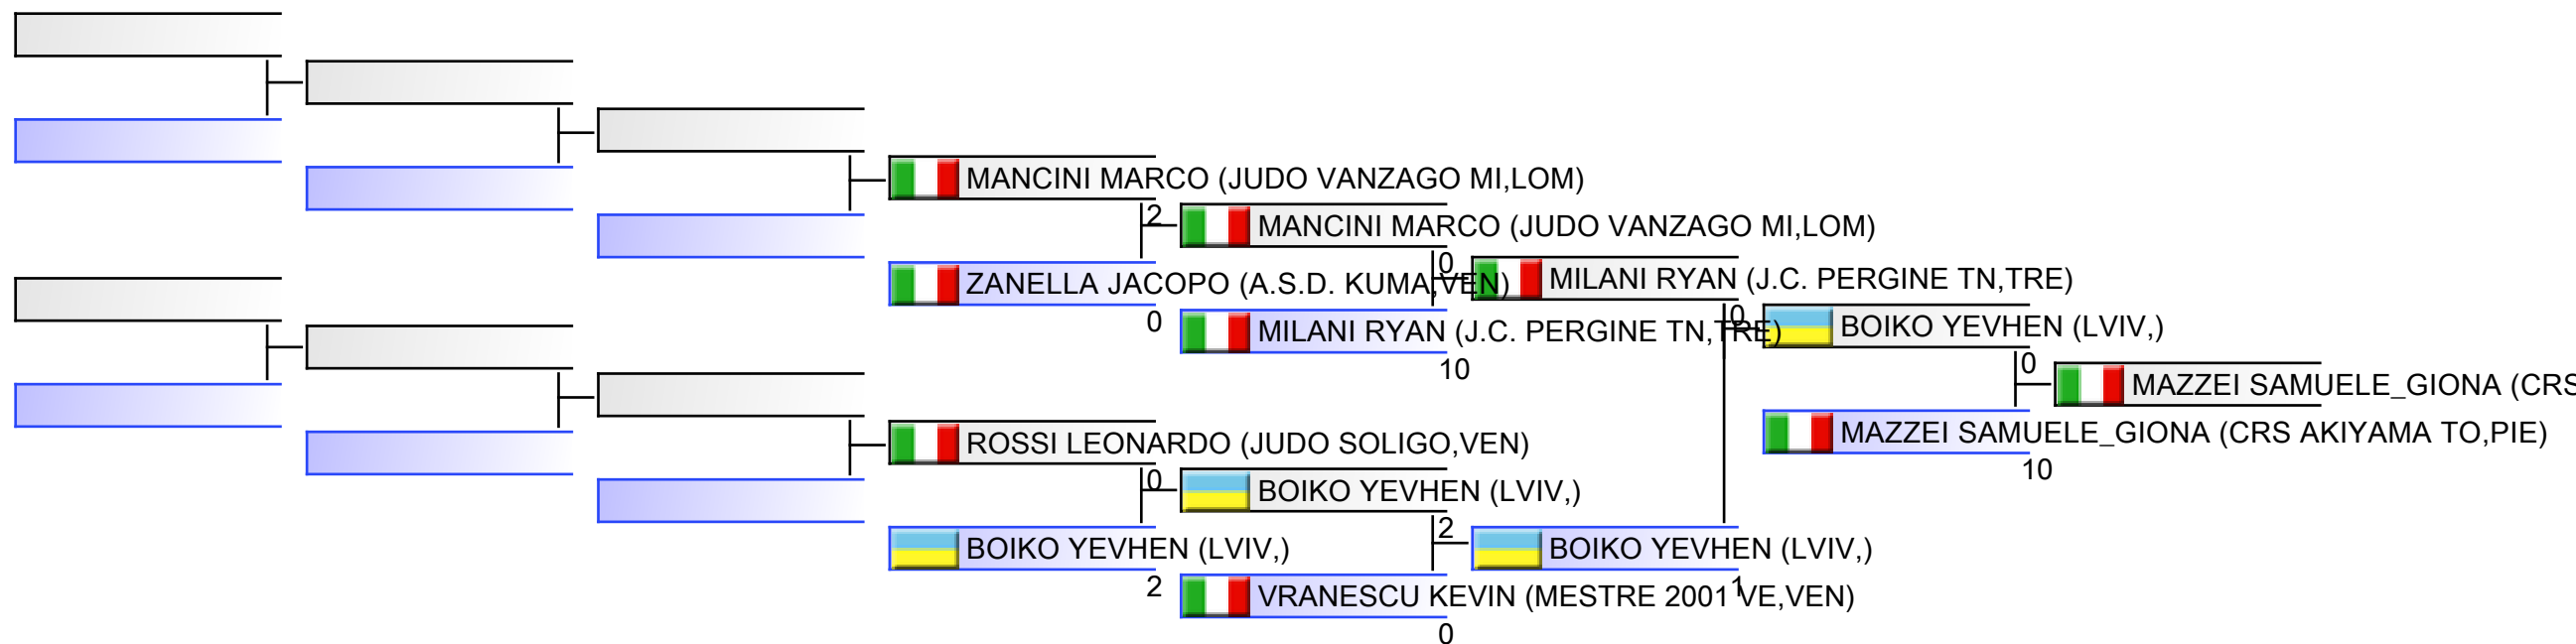 MANCINI MARCO (JUDO VANZAGO MI,LOM)
2
MANCINI MARCO (JUDO VANZAGO MI,LOM)
ZANELLA JACOPO (A.S.D. KUMA,VEN)
0
0
MILANI RYAN (J.C. PERGINE TN,TRE)
MILANI RYAN (J.C. PERGINE TN,TRE)
10
0
BOIKO YEVHEN (LVIV,)
0
MAZZEI SAMUELE_GIONA (CRS
MAZZEI SAMUELE_GIONA (CRS AKIYAMA TO,PIE)
10
ROSSI LEONARDO (JUDO SOLIGO,VEN)
0
BOIKO YEVHEN (LVIV,)
BOIKO YEVHEN (LVIV,)
2
2
BOIKO YEVHEN (LVIV,)
1
VRANESCU KEVIN (MESTRE 2001 VE,VEN)
0